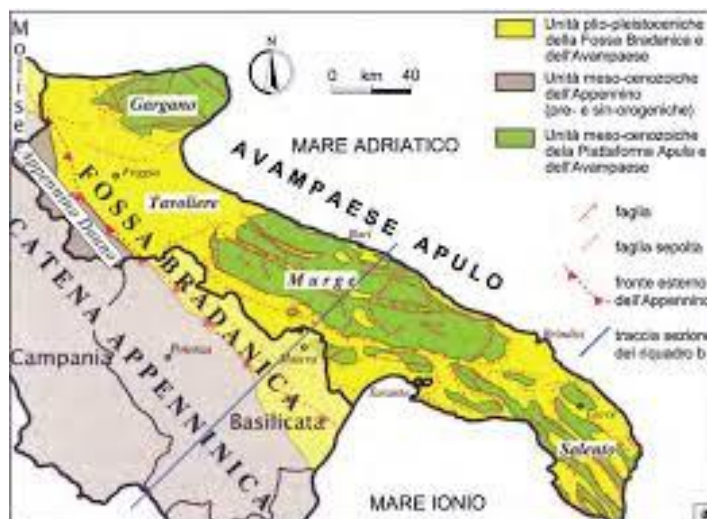 Molise
Gargano
N
0 km 40
MARE ADRIATICO
Unità plio-pleistoceniche
della Fossa Bradanica e
dell'Avampaese
Unità meso-cenozoiche
dell'Appennino
(pre- e sin-orogeniche)
Unità meso-cenozoiche
della Piattaforma Apula e
dell'Avampaese
faglia
faglia sepolta
fronte esterno
dell'Appennino
traccia sezione
del riquadro b
Appennino Dauno
Foggia
Tavoliere
FOSSA BRADANICA
AVAMPAESE APULO
Bari
Murge
CATENA APPENNINICA
Campania
Potenza
Matera
Basilicata
Taranto
Brindisi
Lecce
Salento
MARE IONIO